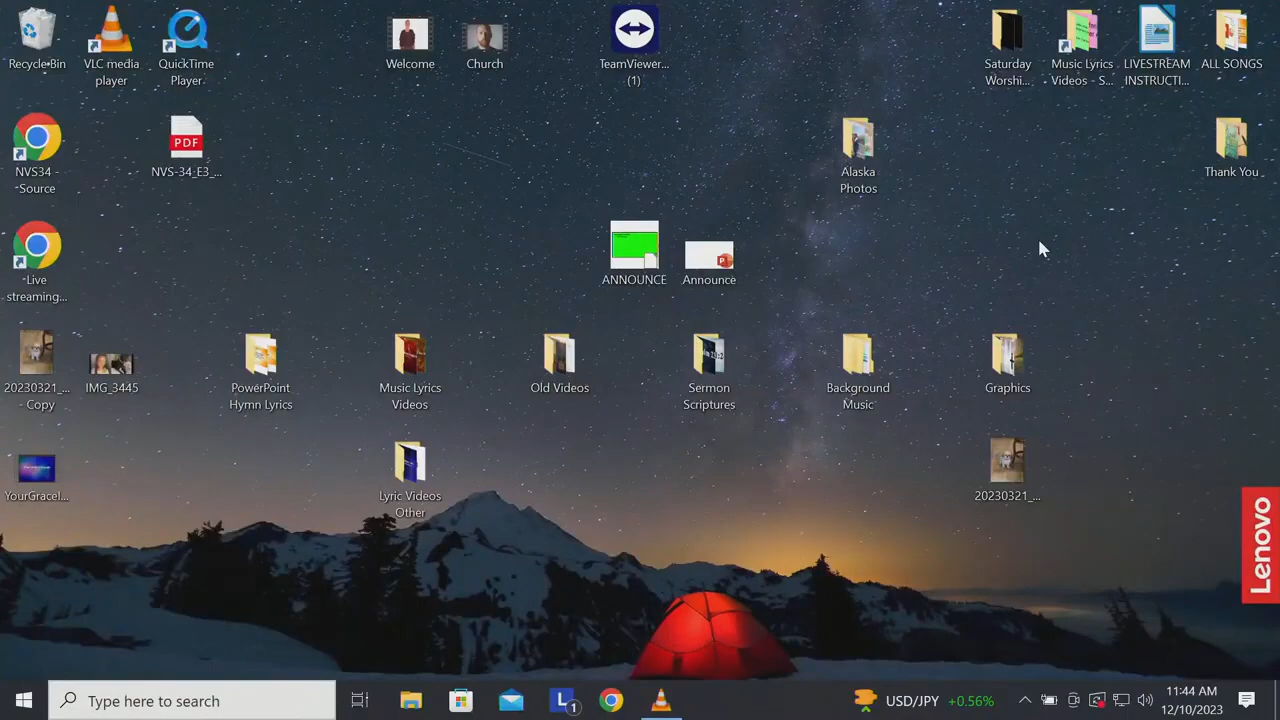 Recycle Bin
VLC media
player
QuickTime
Player
Welcome
Church
TeamViewer...
(1)
Saturday
Worshi...
Music Lyrics
Videos - S...
LIVESTREAM
INSTRUCTI...
ALL SONGS
NVS34 -
Source
PDF
NVS-34_E3_...
Alaska
Photos
Thank You
Live
streaming...
ANNOUNCE
Announce
20230321_...
- Copy
IMG_3445
PowerPoint
Hymn Lyrics
Music Lyrics
Videos
Old Videos
Sermon
Scriptures
Background
Music
Graphics
YourGraceI...
Lyric Videos
Other
20230321_...
Lenovo
Type here to search
L
1
USD/JPY +0.56%
11:44 AM
12/10/2023